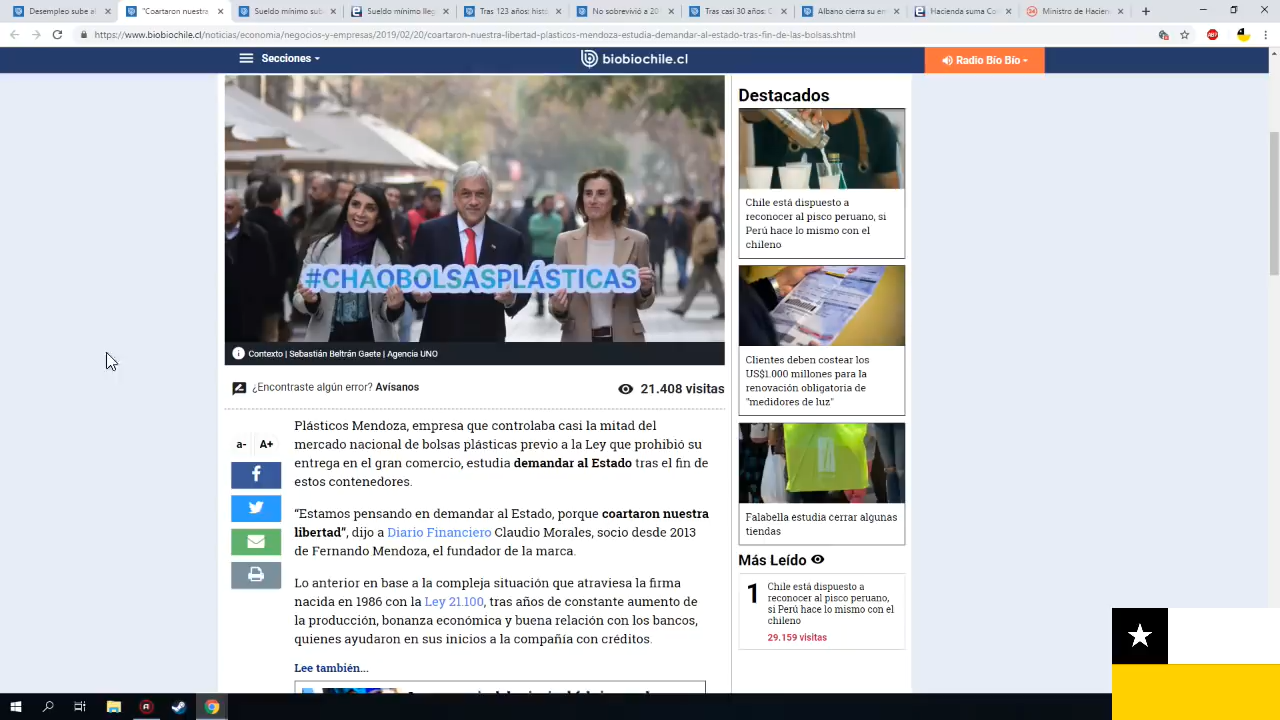 Desempleo sube al
"Coartaron nuestra
Sueldo mínimo sub
Sueldo mínimo lleg
Tras 123 años: histó
No sobrevivió a 20
Tras casi 30 años: C
Albano cierra su em
Hacienda suma Co
Ministro de Hacien
https://www.biobiochile.cl/noticias/economia/negocios-y-empresas/2019/02/20/coartaron-nuestra-libertad-plasticos-mendoza-estudia-demandar-al-estado-tras-fin-de-las-bolsas.shtml
ABP
Secciones
biobiochile.cl
Radio Bío Bío
#CHAOBOLSASPLÁSTICAS
Contexto | Sebastián Beltrán Gaete | Agencia UNO
¿Encontraste algún error? Avísanos
21.408 visitas
a- A+
Plásticos Mendoza, empresa que controlaba casi la mitad del
mercado nacional de bolsas plásticas previo a la Ley que prohibió su
entrega en el gran comercio, estudia demandar al Estado tras el fin de
estos contenedores.
“Estamos pensando en demandar al Estado, porque coartaron nuestra
libertad”, dijo a Diario Financiero Claudio Morales, socio desde 2013
de Fernando Mendoza, el fundador de la marca.
Lo anterior en base a la compleja situación que atraviesa la firma
nacida en 1986 con la Ley 21.100, tras años de constante aumento de
la producción, bonanza económica y buena relación con los bancos,
quienes ayudaron en sus inicios a la compañía con créditos.
Lee también...
Destacados
Chile está dispuesto a
reconocer al pisco peruano, si
Perú hace lo mismo con el
chileno
Clientes deben costear los
US$1.000 millones para la
renovación obligatoria de
"medidores de luz"
Falabella estudia cerrar algunas
tiendas
Más Leído
1
Chile está dispuesto a
reconocer al pisco peruano,
si Perú hace lo mismo con el
chileno
29.159 visitas